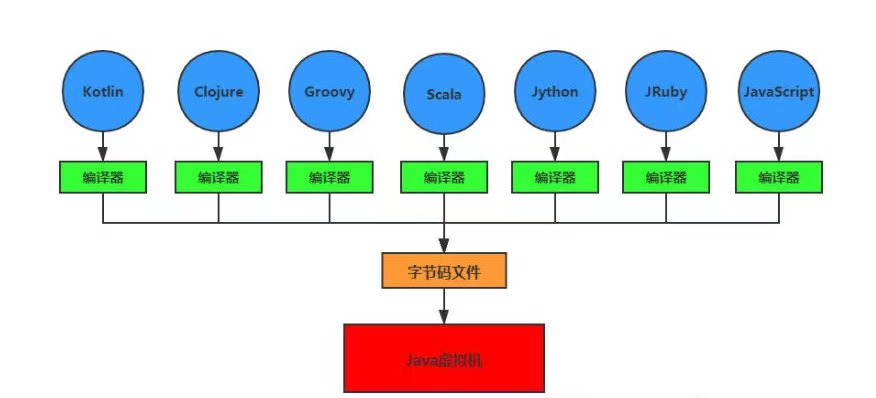 Kotlin
Clojure
Groovy
Scala
Jython
JRuby
JavaScript
编译器
编译器
编译器
编译器
编译器
编译器
编译器
字节码文件
Java虚拟机